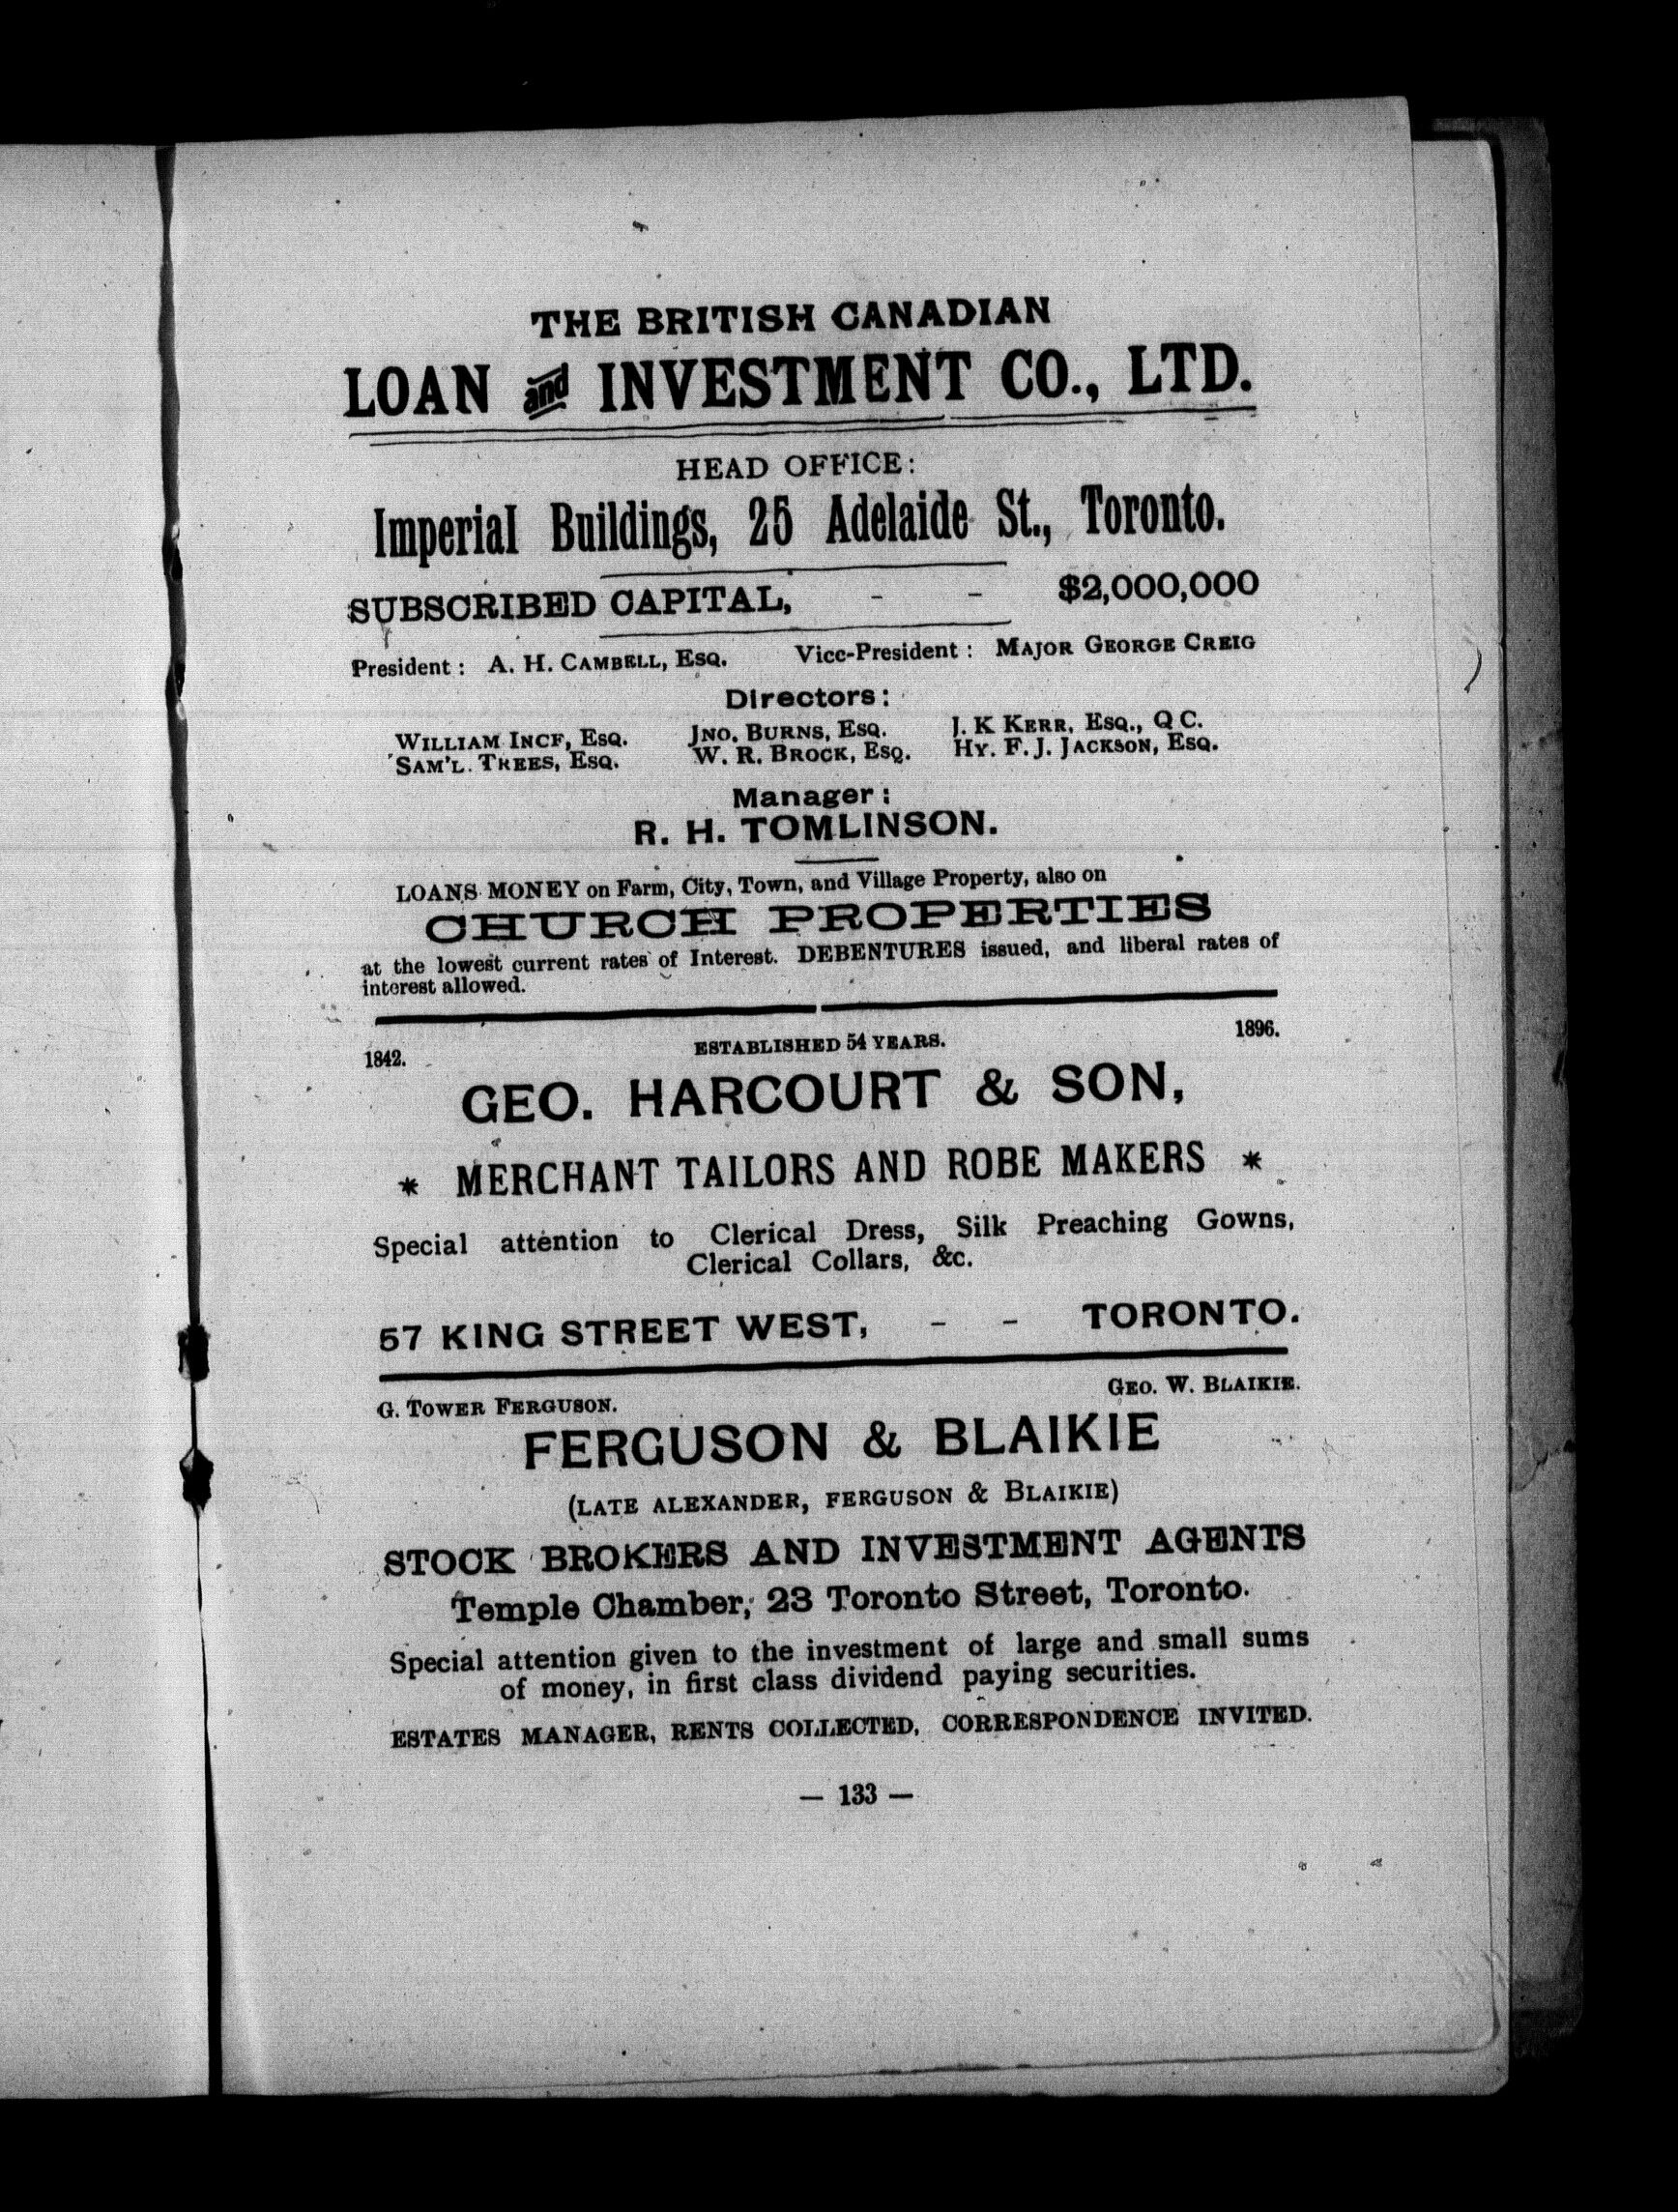 THE BRITISH CANADIAN
LOAN and INVESTMENT CO., LTD.
HEAD OFFICE:
Imperial Buildings, 25 Adelaide St., Toronto.
SUBSCRIBED CAPITAL, - - $2,000,000
President: A. H. CAMBELL, ESQ. Vice-President: MAJOR GEORGE CREIG
Directors:
WILLIAM INCF, ESQ. JNO. BURNS, ESQ. J. K KERR, ESQ., Q C.
SAM'L. TREES, ESQ. W. R. BROCK, ESQ. HY. F. J. JACKSON, ESQ.
Manager:
R. H. TOMLINSON.
LOANS MONEY on Farm, City, Town, and Village Property, also on
CHURCH PROPERTIES
at the lowest current rates of Interest. DEBENTURES issued, and liberal rates of
interest allowed.
1842. ESTABLISHED 54 YEARS. 1896.
GEO. HARCOURT & SON,
* MERCHANT TAILORS AND ROBE MAKERS *
Special attention to Clerical Dress, Silk Preaching Gowns,
Clerical Collars, &c.
57 KING STREET WEST, - - TORONTO.
G. TOWER FERGUSON. GEO. W. BLAIKIE.
FERGUSON & BLAIKIE
(LATE ALEXANDER, FERGUSON & BLAIKIE)
STOCK BROKERS AND INVESTMENT AGENTS
Temple Chamber, 23 Toronto Street, Toronto.
Special attention given to the investment of large and small sums
of money, in first class dividend paying securities.
ESTATES MANAGER, RENTS COLLECTED, CORRESPONDENCE INVITED.
— 133 —